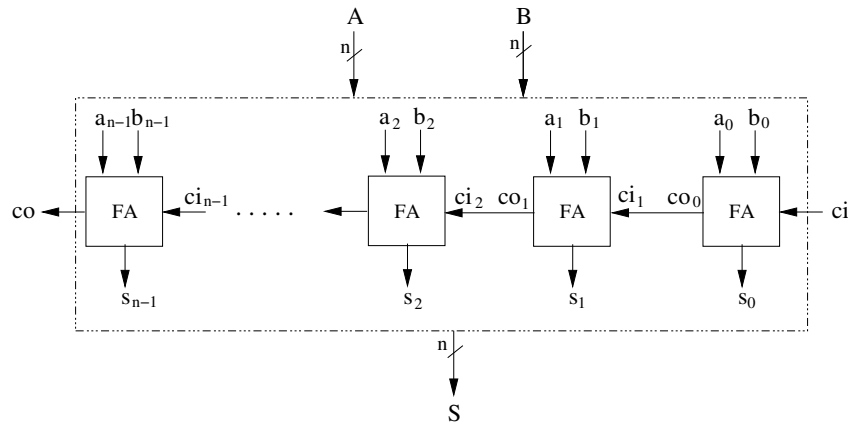 A B
n n
aₙ₋₁ bₙ₋₁ a₂ b₂ a₁ b₁ a₀ b₀
co FA ciₙ₋₁ . . . . . FA ci₂ co₁ FA ci₁ co₀ FA ci
sₙ₋₁ s₂ s₁ s₀
n
S